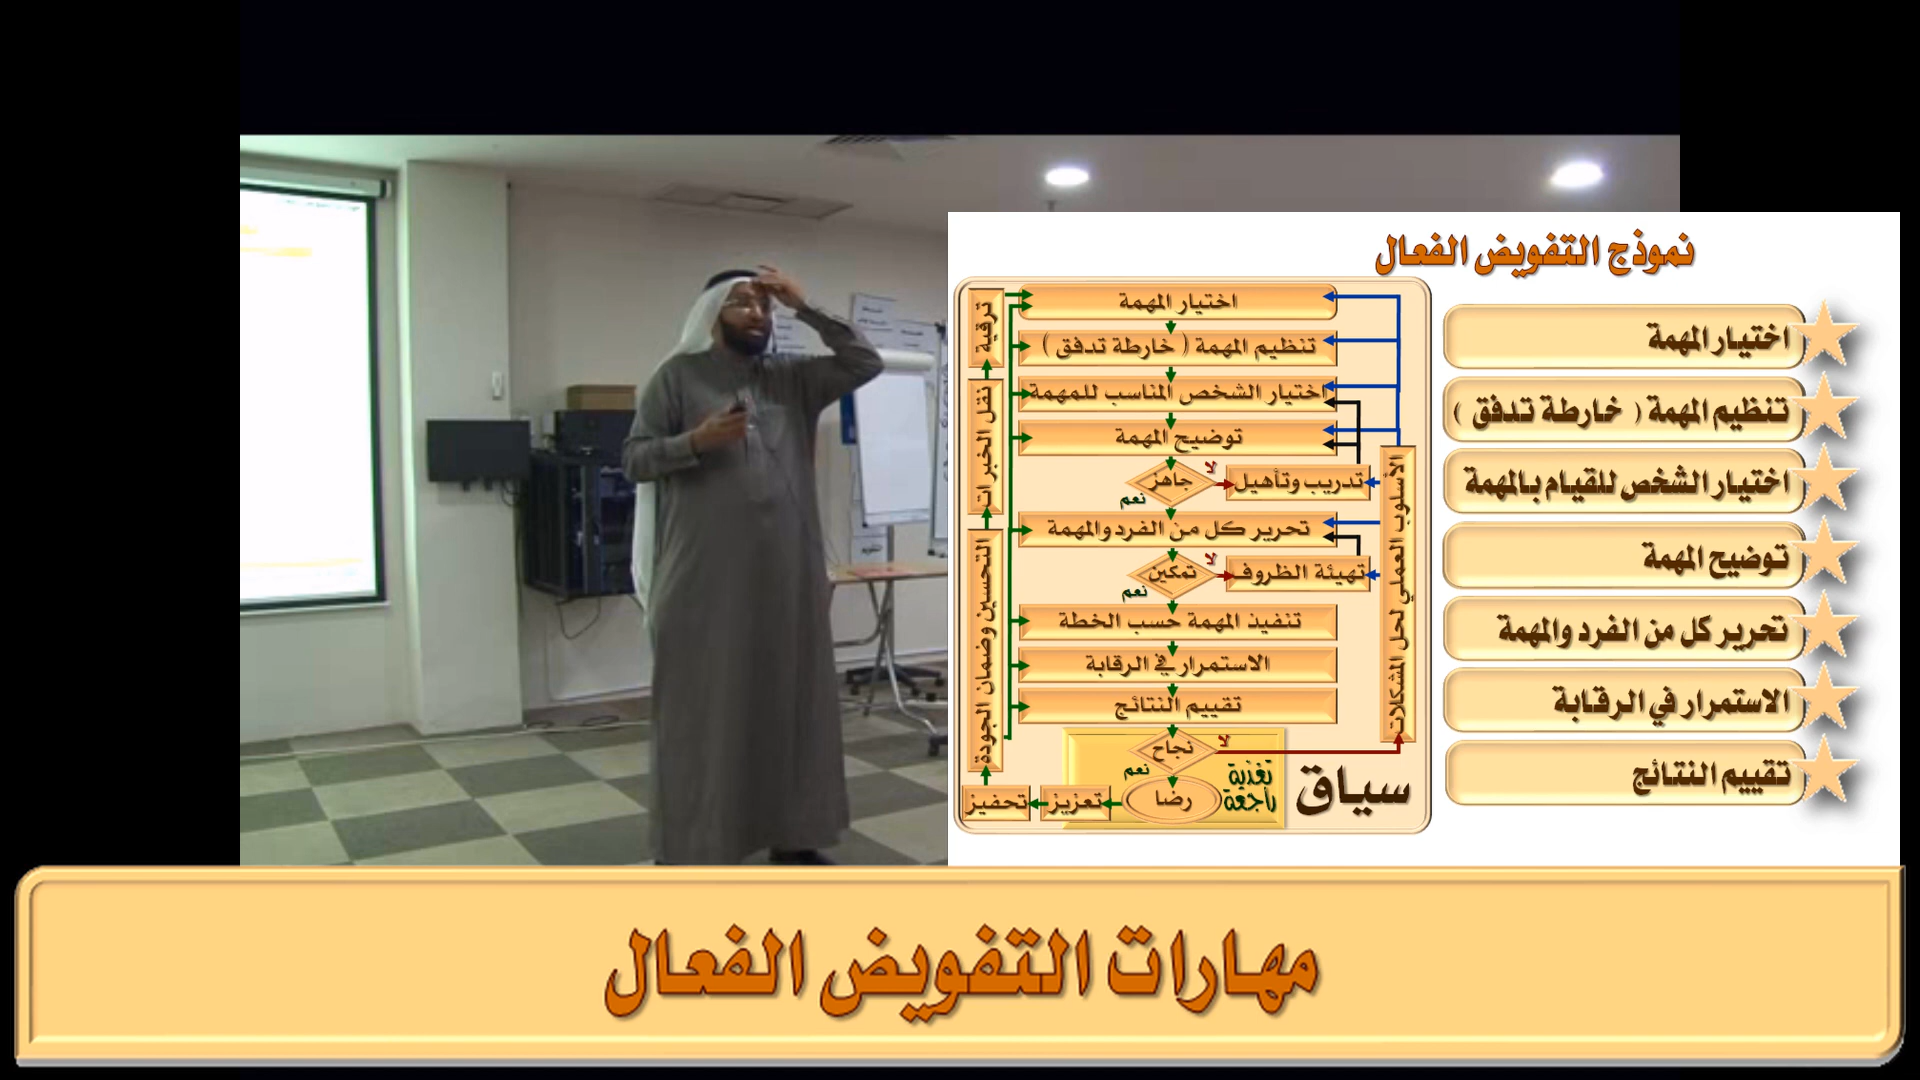 نموذج التفويض الفعال
اختيار المهمة
تنظيم المهمة ( خارطة تدفق )
اختيار الشخص للقيام بالمهمة
توضيح المهمة
تحرير كل من الفرد والمهمة
الاستمرار في الرقابة
تقييم النتائج
اختيار المهمة
تنظيم المهمة ( خارطة تدفق )
اختيار الشخص المناسب للمهمة
توضيح المهمة
جاهز
لا
نعم
تدريب وتأهيل
تحرير كل من الفرد والمهمة
تمكين
لا
نعم
تهيئة الظروف
تنفيذ المهمة حسب الخطة
الاستمرار في الرقابة
تقييم النتائج
نجاح
لا
نعم
رضا
تغذية
راجعة
تعزيز
تحفيز
التحسين وضمان الجودة
نقل الخبرات
ترقية
الأسلوب العملي لحل المشكلات
سياق
مهارات التفويض الفعال